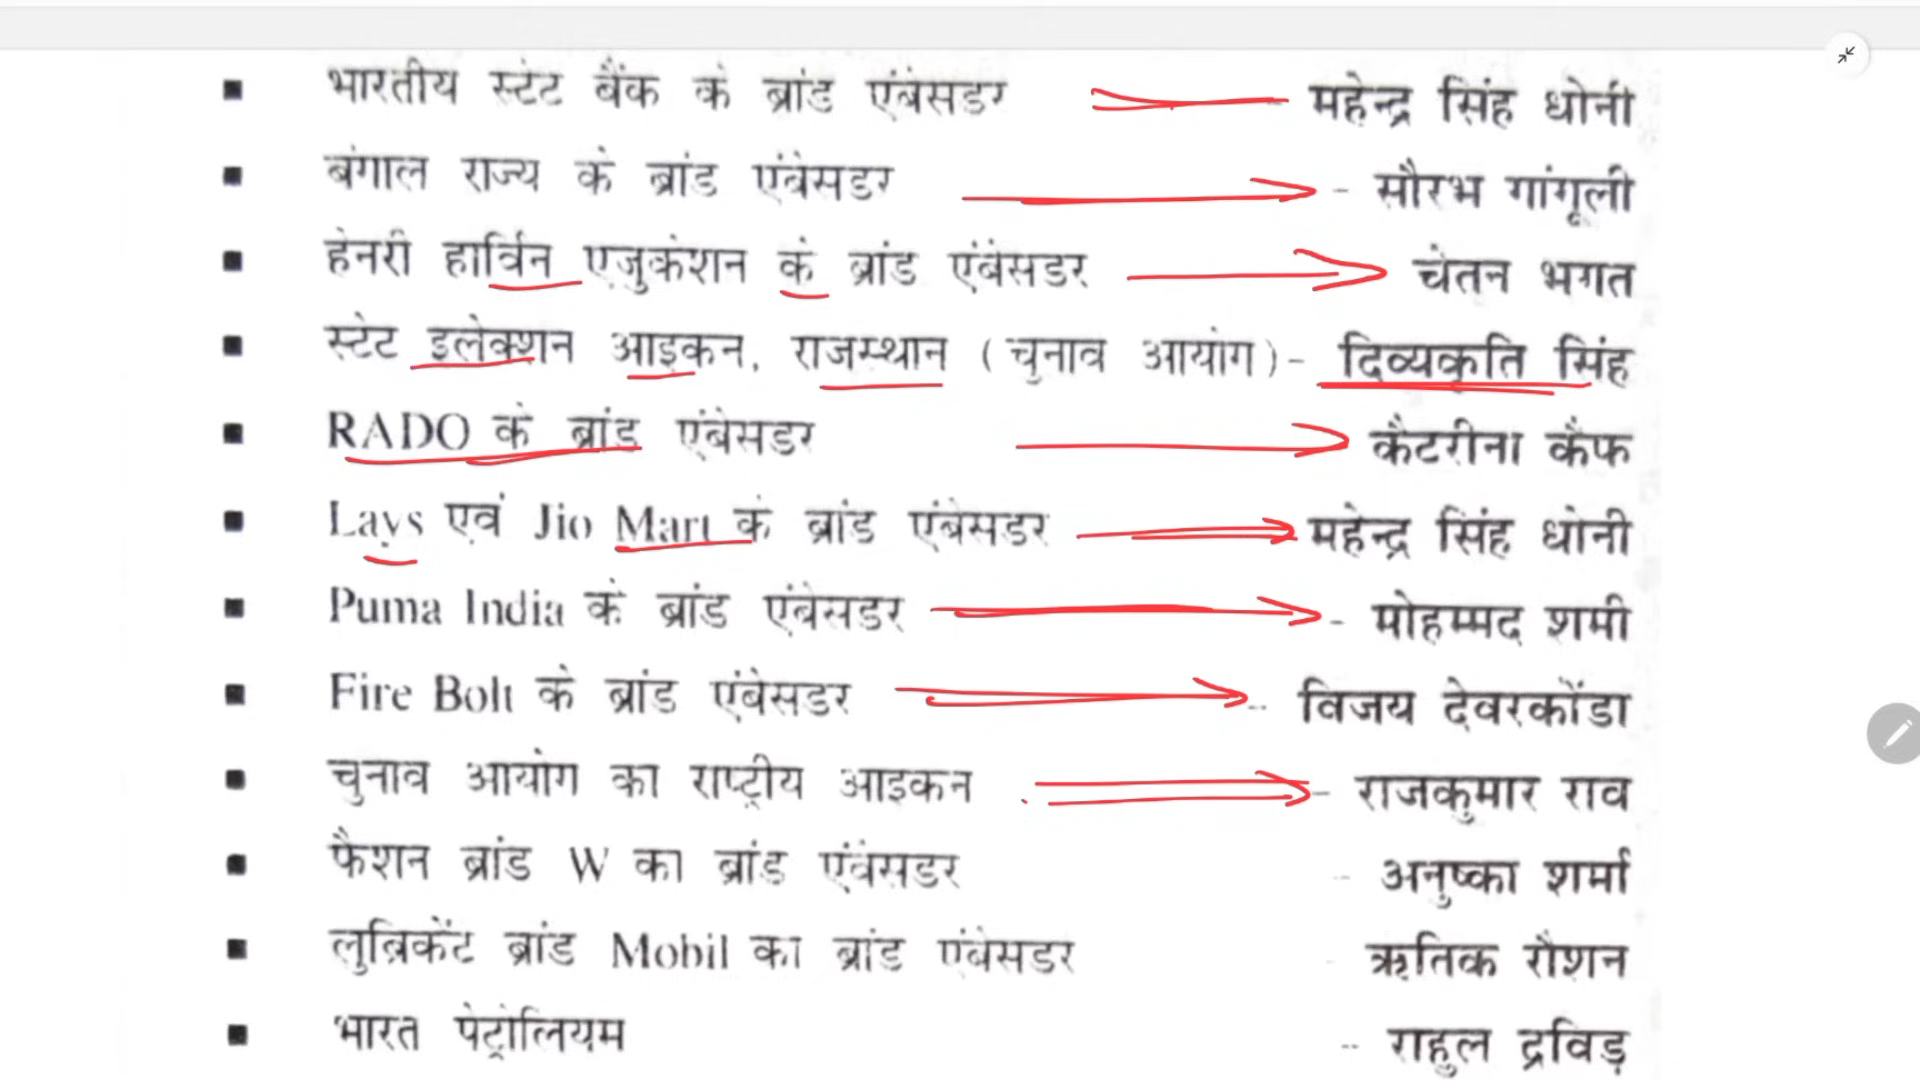 भारतीय स्टेट बैंक के ब्रांड एंबेसडर - महेन्द्र सिंह धोनी
बंगाल राज्य के ब्रांड एंबेसडर - सौरभ गांगूली
हेनरी हार्विन एजुकेशन के ब्रांड एंबेसडर चेतन भगत
स्टेट इलेक्शन आइकन, राजस्थान (चुनाव आयोग)- दिव्यकृति सिंह
RADO के ब्रांड एंबेसडर कैटरीना कैफ
Lays एवं Jio Mart के ब्रांड एंबेसडर महेन्द्र सिंह धोनी
Puma India के ब्रांड एंबेसडर - मोहम्मद शमी
Fire Bolt के ब्रांड एंबेसडर - विजय देवरकोंडा
चुनाव आयोग का राष्ट्रीय आइकन - राजकुमार राव
फैशन ब्रांड W का ब्रांड एंबेसडर - अनुष्का शर्मा
लुब्रिकेंट ब्रांड Mobil का ब्रांड एंबेसडर - ऋतिक रौशन
भारत पेट्रोलियम - राहुल द्रविड़